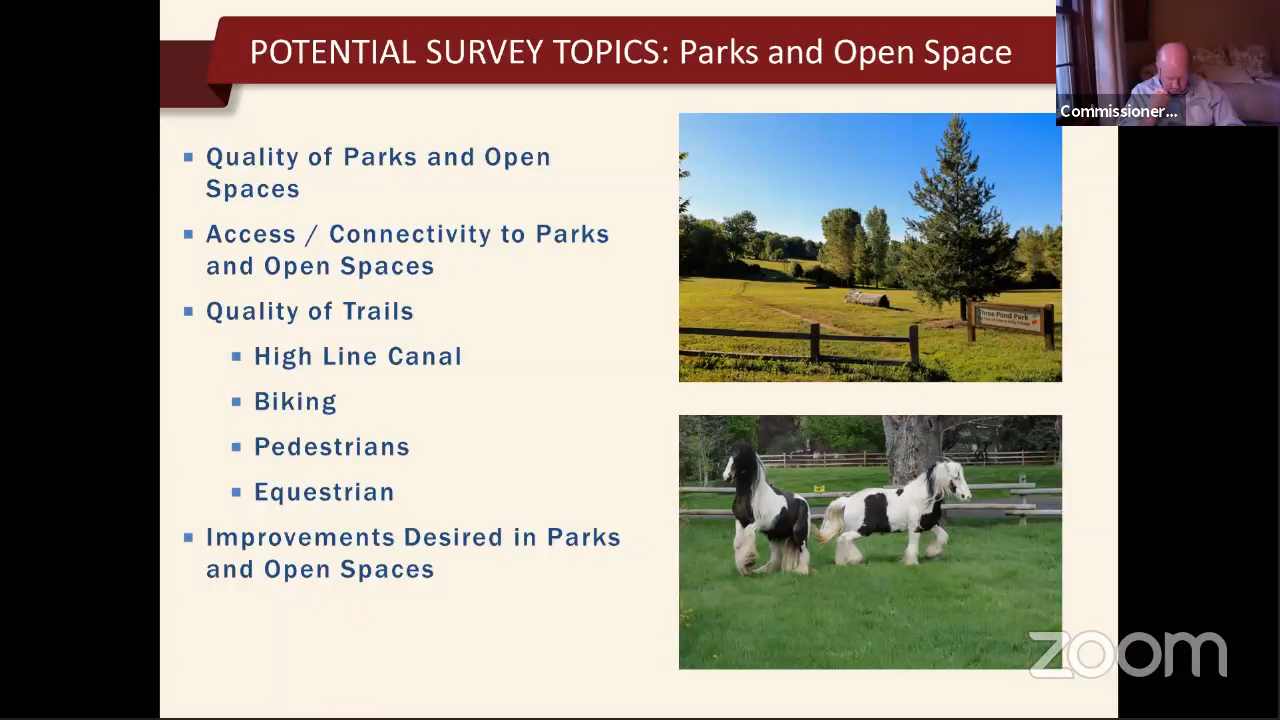 POTENTIAL SURVEY TOPICS: Parks and Open Space
Commissioner...
Quality of Parks and Open
Spaces
Access / Connectivity to Parks
and Open Spaces
Quality of Trails
High Line Canal
Biking
Pedestrians
Equestrian
Improvements Desired in Parks
and Open Spaces
Three Pond Park
zoom